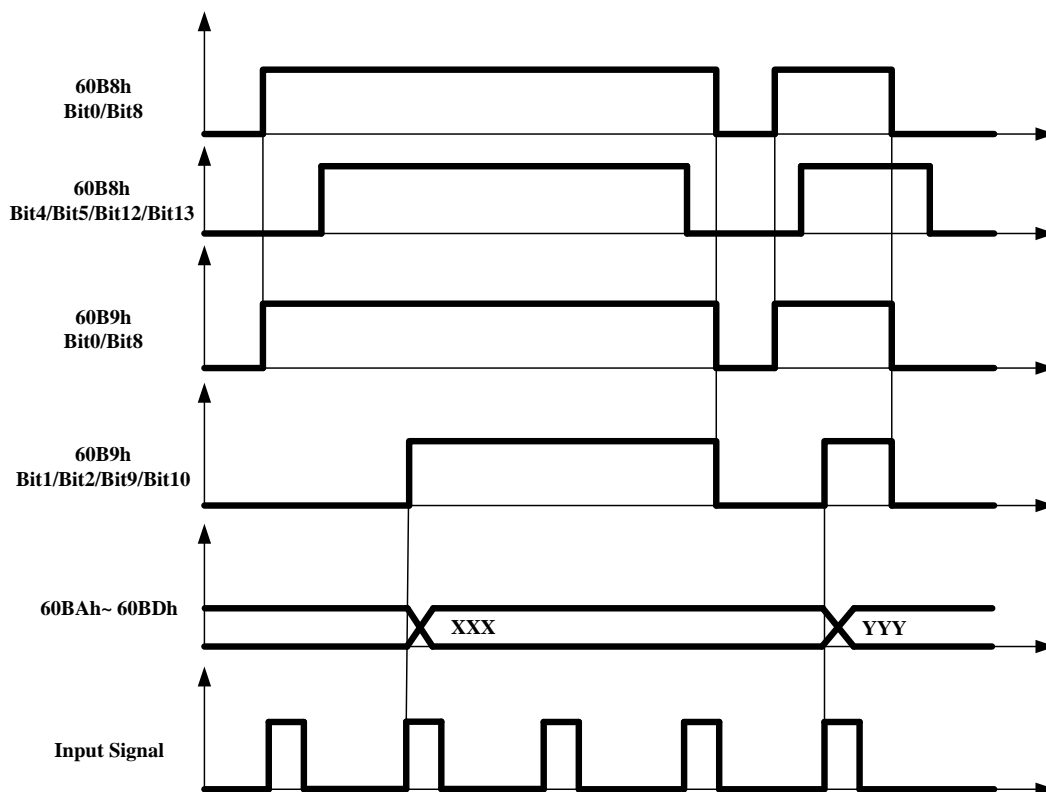 60B8h
Bit0/Bit8
60B8h
Bit4/Bit5/Bit12/Bit13
60B9h
Bit0/Bit8
60B9h
Bit1/Bit2/Bit9/Bit10
60BAh~ 60BDh
XXX
YYY
Input Signal